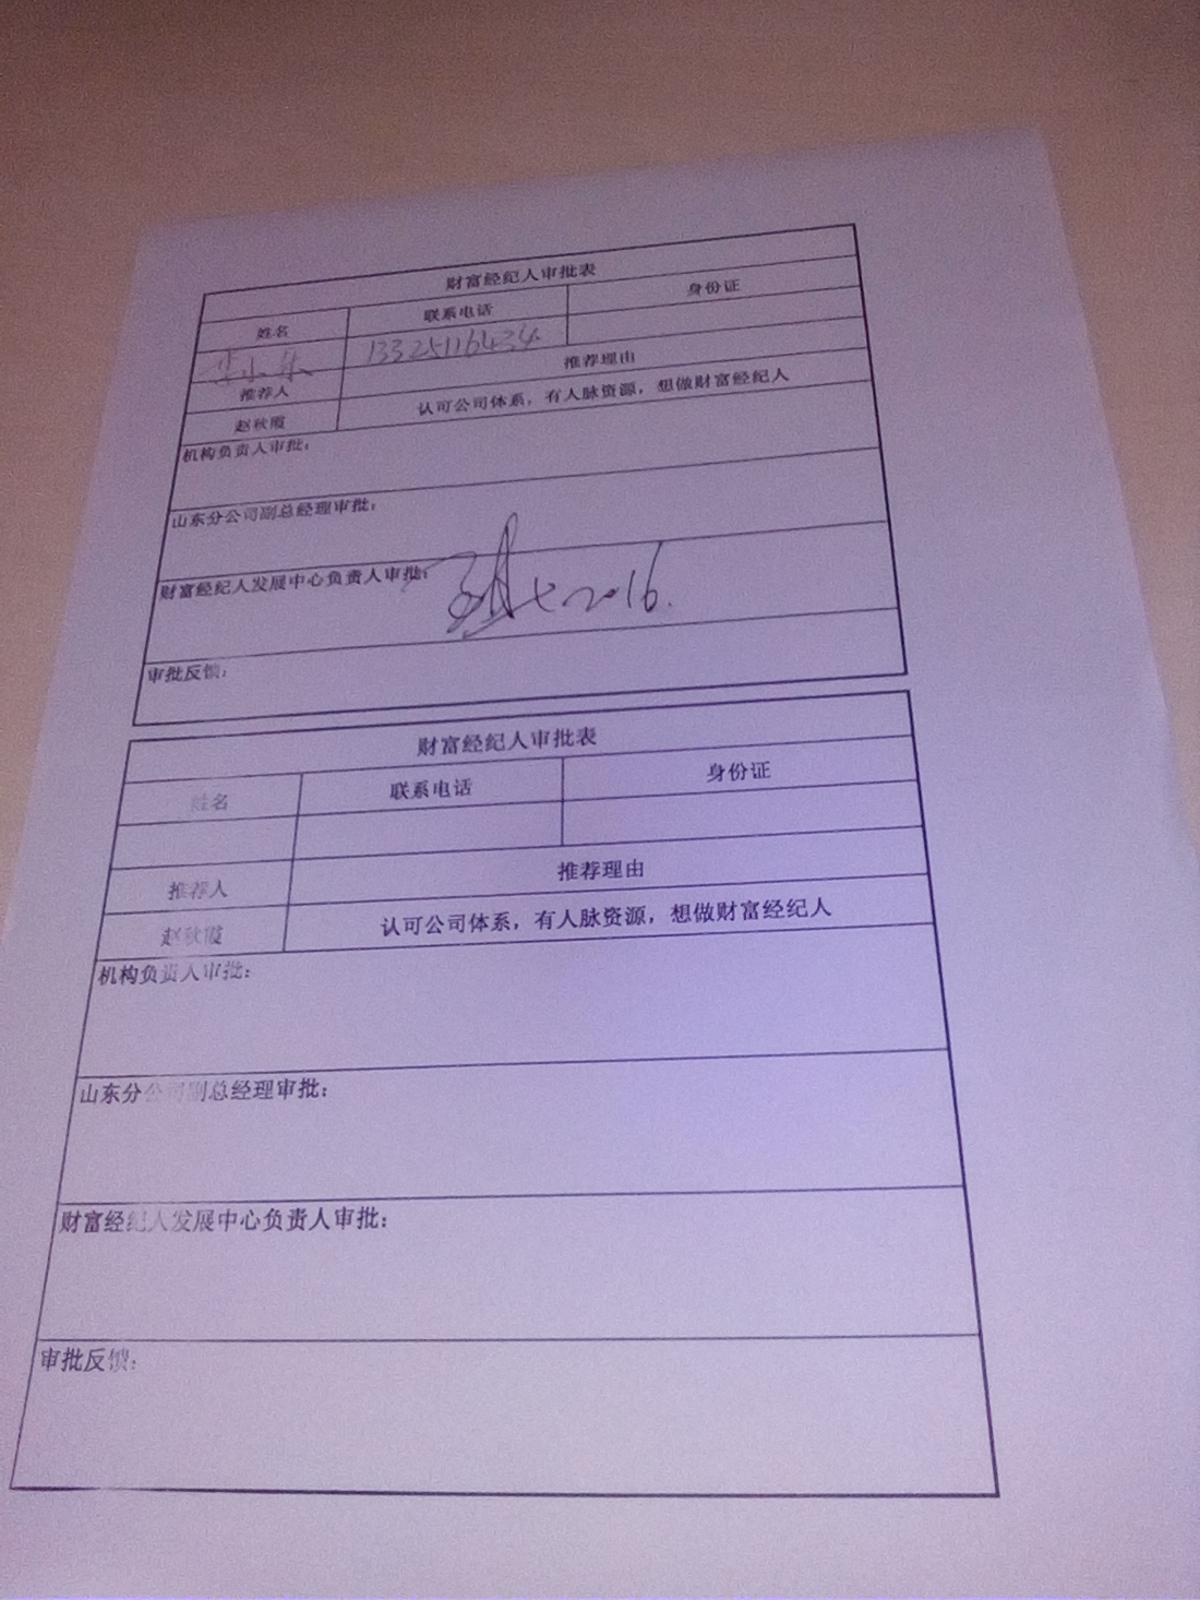 财富经纪人审批表
姓名 联系电话 身份证
李小朱 13325116434
推荐人 推荐理由
赵秋霞 认可公司体系，有人脉资源，想做财富经纪人
机构负责人审批：
山东分公司副总经理审批：
财富经纪人发展中心负责人审批： 2016.
审批反馈：
财富经纪人审批表
姓名 联系电话 身份证
推荐人 推荐理由
赵秋霞 认可公司体系，有人脉资源，想做财富经纪人
机构负责人审批：
山东分公司副总经理审批：
财富经纪人发展中心负责人审批：
审批反馈：